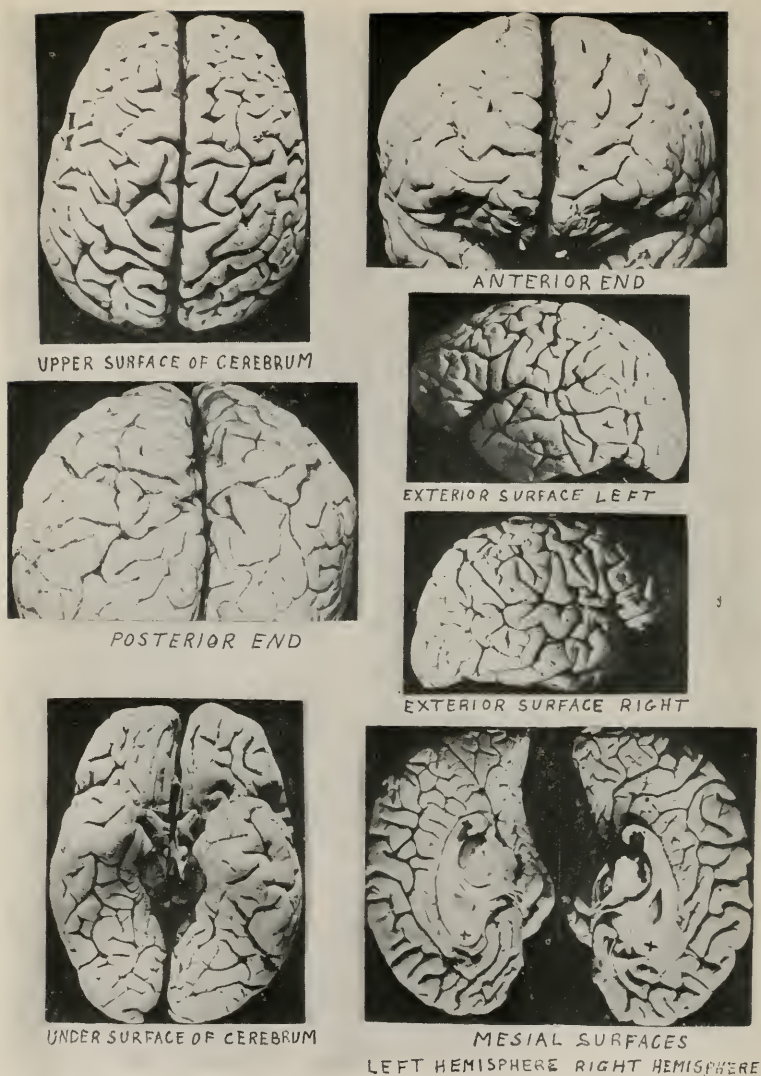 UPPER SURFACE OF CEREBRUM
ANTERIOR END
EXTERIOR SURFACE LEFT
POSTERIOR END
EXTERIOR SURFACE RIGHT
UNDER SURFACE OF CEREBRUM
MESIAL SURFACES
LEFT HEMISPHERE RIGHT HEMISPHERE